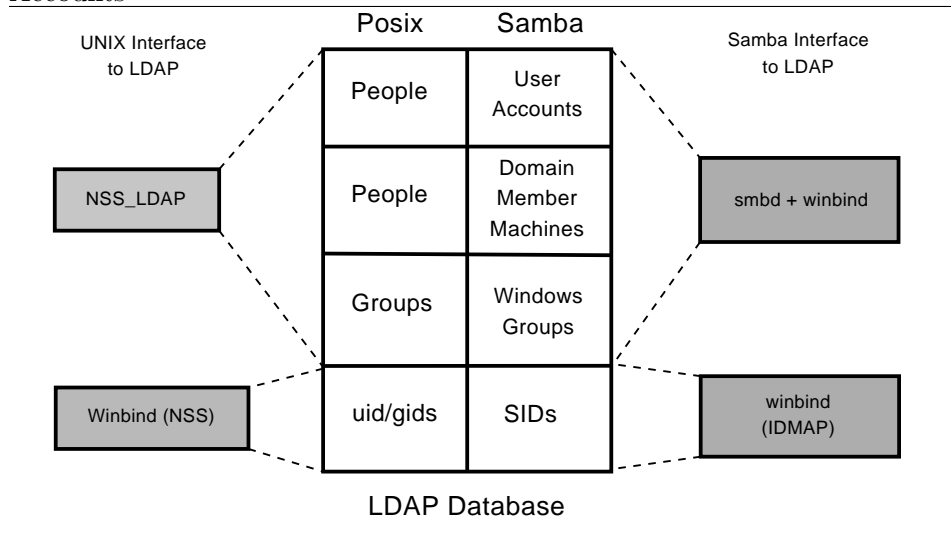 Posix Samba
UNIX Interface
to LDAP
Samba Interface
to LDAP
People
User
Accounts
People
Domain
Member
Machines
NSS_LDAP
smbd + winbind
Groups
Windows
Groups
Winbind (NSS)
uid/gids
SIDs
winbind
(IDMAP)
LDAP Database